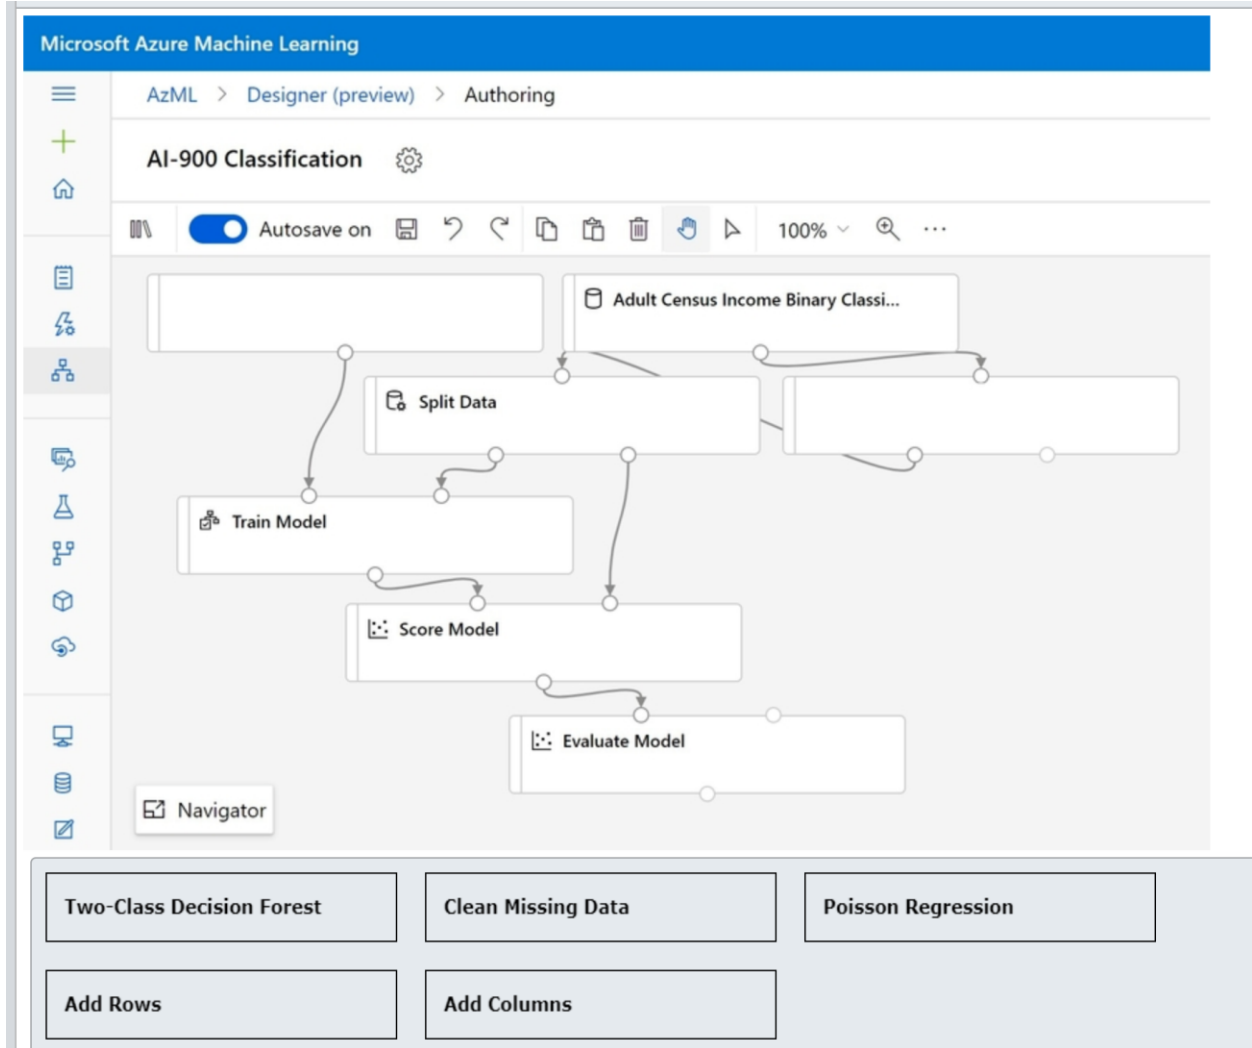 Microsoft Azure Machine Learning
AzML > Designer (preview) > Authoring
AI-900 Classification
Autosave on
100%
Adult Census Income Binary Classi...
Split Data
Train Model
Score Model
Evaluate Model
Navigator
Two-Class Decision Forest
Clean Missing Data
Poisson Regression
Add Rows
Add Columns